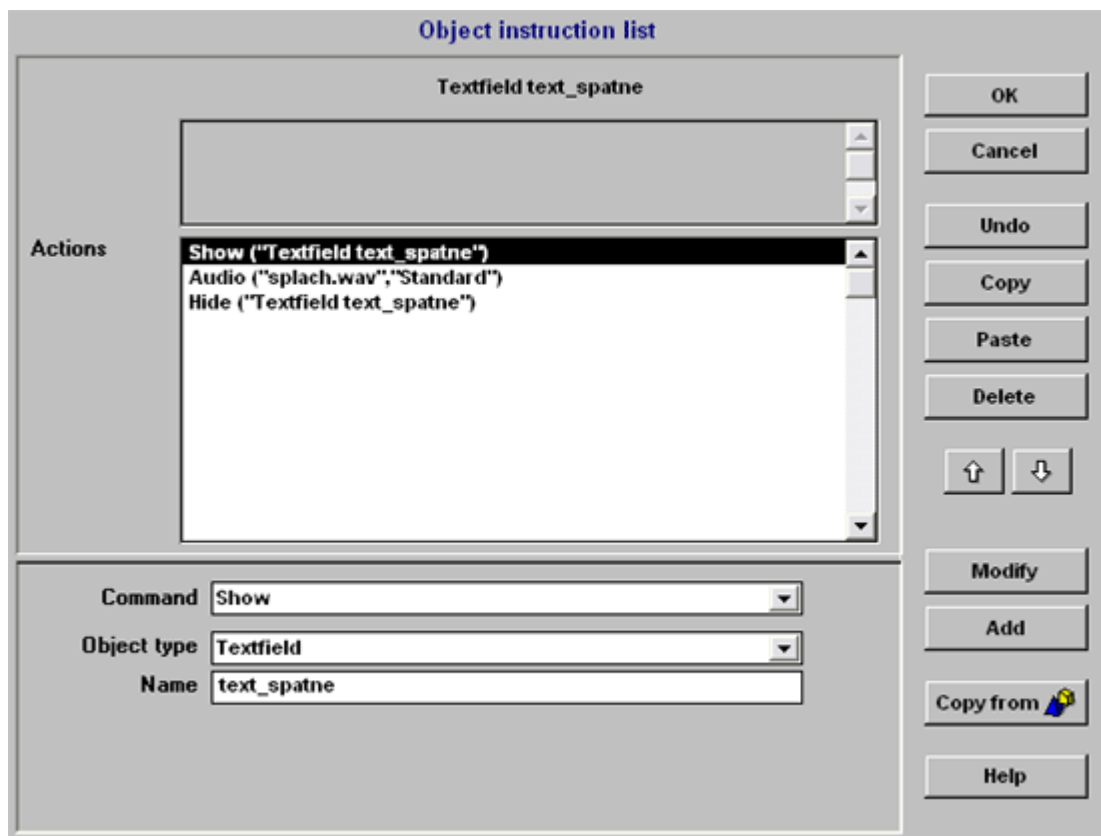 Object instruction list
Textfield text_spatne
Actions
Show ("Textfield text_spatne")
Audio ("splach.wav","Standard")
Hide ("Textfield text_spatne")
Command Show
Object type Textfield
Name text_spatne
OK
Cancel
Undo
Copy
Paste
Delete
Modify
Add
Copy from
Help